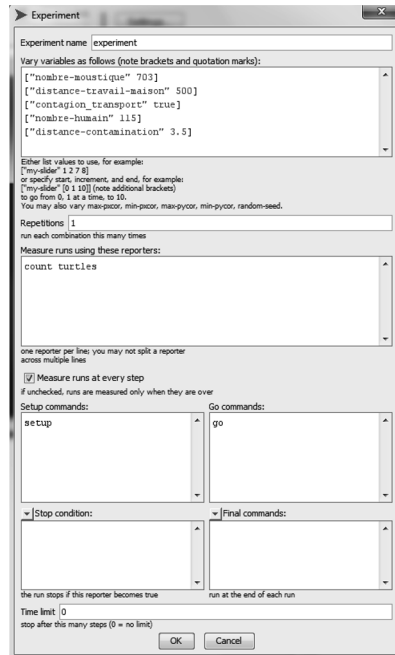 Experiment
Experiment name experiment
Vary variables as follows (note brackets and quotation marks):
["nombre-moustique" 703]
["distance-travail-maison" 500]
["contagion_transport" true]
["nombre-humain" 115]
["distance-contamination" 3.5]
Either list values to use, for example:
["my-slider" 1 2 7 8]
or specify start, increment, and end, for example:
["my-slider" [0 1 10]] (note additional brackets)
to go from 0, 1 at a time, to 10.
You may also vary max-pxcor, min-pxcor, max-pycor, min-pycor, random-seed.
Repetitions 1
run each combination this many times
Measure runs using these reporters:
count turtles
one reporter per line; you may not split a reporter
across multiple lines
Measure runs at every step
if unchecked, runs are measured only when they are over
Setup commands: Go commands:
setup go
Stop condition: Final commands:
the run stops if this reporter becomes true run at the end of each run
Time limit 0
stop after this many steps (0 = no limit)
OK Cancel